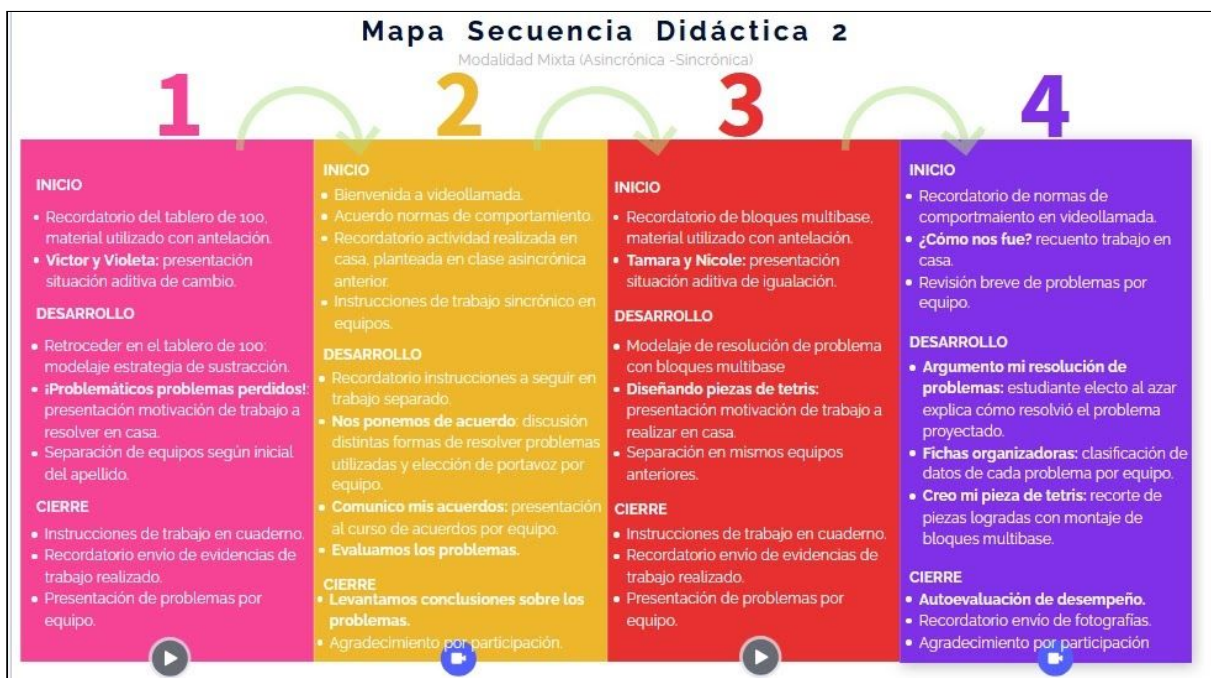 Mapa Secuencia Didáctica 2
Modalidad Mixta (Asincrónica -Sincrónica)
1
INICIO
• Recordatorio del tablero de 100,
material utilizado con antelación.
• Victor y Violeta: presentación
situación aditiva de cambio.
DESARROLLO
• Retroceder en el tablero de 100:
modelaje estrategia de sustracción.
• ¡Problemáticos problemas perdidos!:
presentación motivación de trabajo a
resolver en casa.
• Separación de equipos según inicial
del apellido.
CIERRE
• Instrucciones de trabajo en cuaderno.
• Recordatorio envío de evidencias de
trabajo realizado.
• Presentación de problemas por
equipo.
2
INICIO
• Bienvenida a videollamada.
• Acuerdo normas de comportamiento.
• Recordatorio actividad realizada en
casa, planteada en clase asincrónica
anterior.
• Instrucciones de trabajo sincrónico en
equipos.
DESARROLLO
• Recordatorio instrucciones a seguir en
trabajo separado.
• Nos ponemos de acuerdo: discusión
distintas formas de resolver problemas
utilizadas y elección de portavoz por
equipo.
• Comunico mis acuerdos: presentación
al curso de acuerdos por equipo.
• Evaluamos los problemas.
CIERRE
• Levantamos conclusiones sobre los
problemas.
• Agradecimiento por participación.
3
INICIO
• Recordatorio de bloques multibase,
material utilizado con antelación.
• Tamara y Nicole: presentación
situación aditiva de igualación.
DESARROLLO
• Modelaje de resolución de problema
con bloques multibase
• Diseñando piezas de tetris:
presentación motivación de trabajo a
realizar en casa.
• Separación en mismos equipos
anteriores.
CIERRE
• Instrucciones de trabajo en cuaderno.
• Recordatorio envío de evidencias de
trabajo realizado.
• Presentación de problemas por
equipo.
4
INICIO
• Recordatorio de normas de
comportmaiento en videollamada.
• ¿Cómo nos fue? recuento trabajo en
casa.
• Revisión breve de problemas por
equipo.
DESARROLLO
• Argumento mi resolución de
problemas: estudiante electo al azar
explica cómo resolvió el problema
proyectado.
• Fichas organizadoras: clasificación de
datos de cada problema por equipo.
• Creo mi pieza de tetris: recorte de
piezas logradas con montaje de
bloques multibase.
CIERRE
• Autoevaluación de desempeño.
• Recordatorio envío de fotografías.
• Agradecimiento por participación